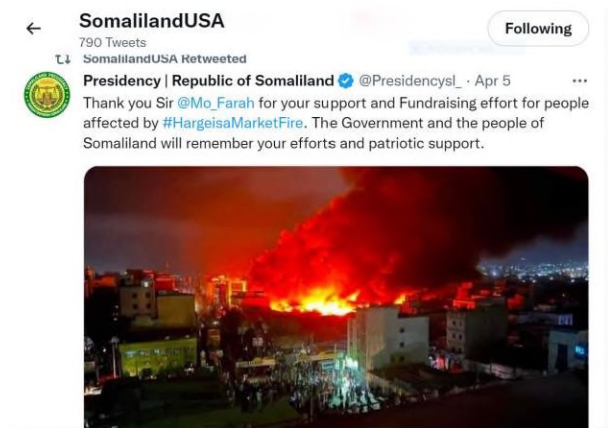 SomalilandUSA
Following
790 Tweets
SomalilandUSA Retweeted
Presidency | Republic of Somaliland @Presidencysl_ · Apr 5
Thank you Sir @Mo_Farah for your support and Fundraising effort for people
affected by #HargeisaMarketFire. The Government and the people of
Somaliland will remember your efforts and patriotic support.